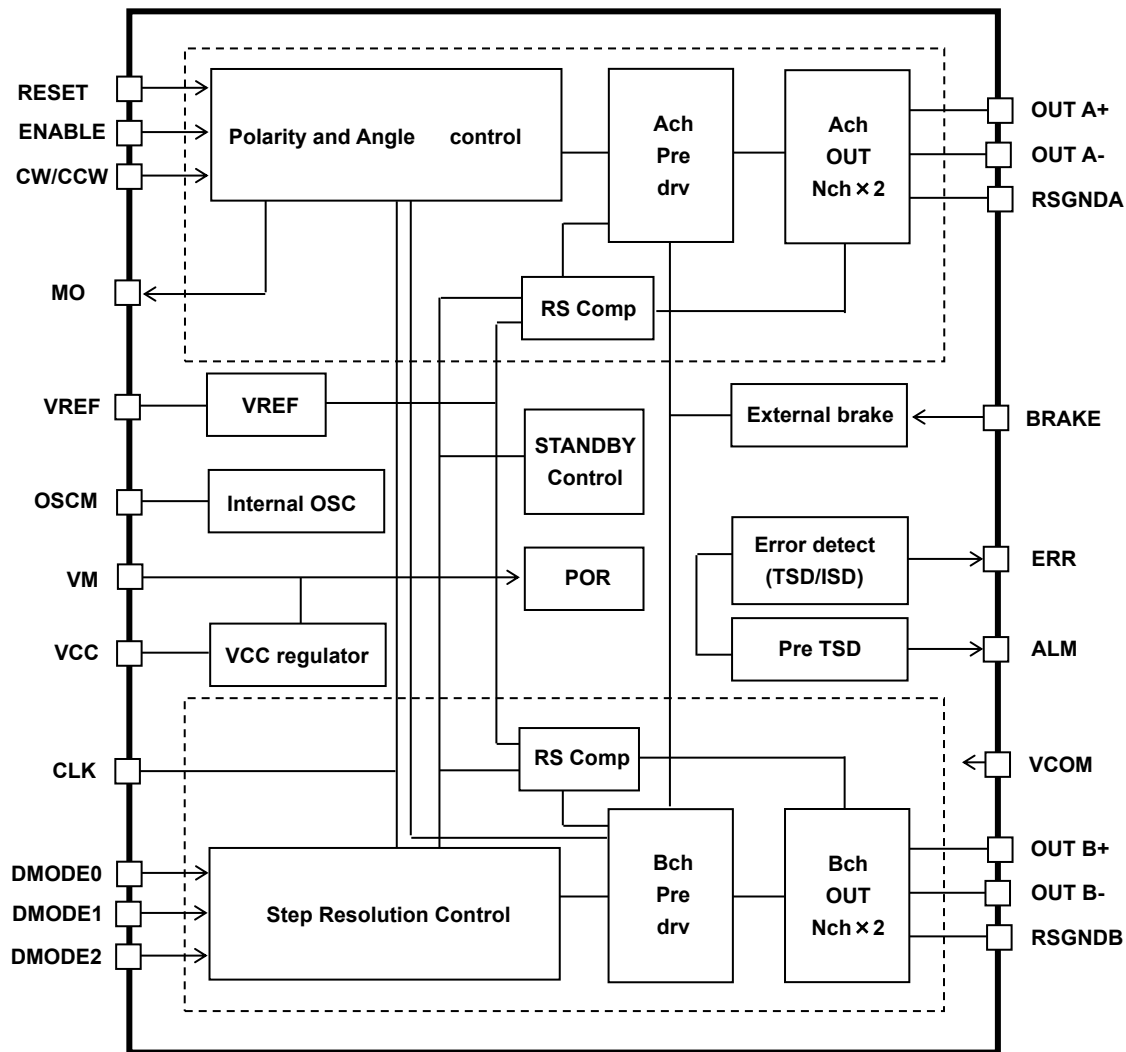 RESET
ENABLE
CW/CCW
MO
VREF
OSCM
VM
VCC
CLK
DMODE0
DMODE1
DMODE2
Polarity and Angle control
Ach
Pre
drv
Ach
OUT
Nch×2
RS Comp
VREF
STANDBY
Control
External brake
Internal OSC
POR
Error detect
(TSD/ISD)
VCC regulator
Pre TSD
RS Comp
Step Resolution Control
Bch
Pre
drv
Bch
OUT
Nch×2
OUT A+
OUT A-
RSGNDA
BRAKE
ERR
ALM
VCOM
OUT B+
OUT B-
RSGNDB